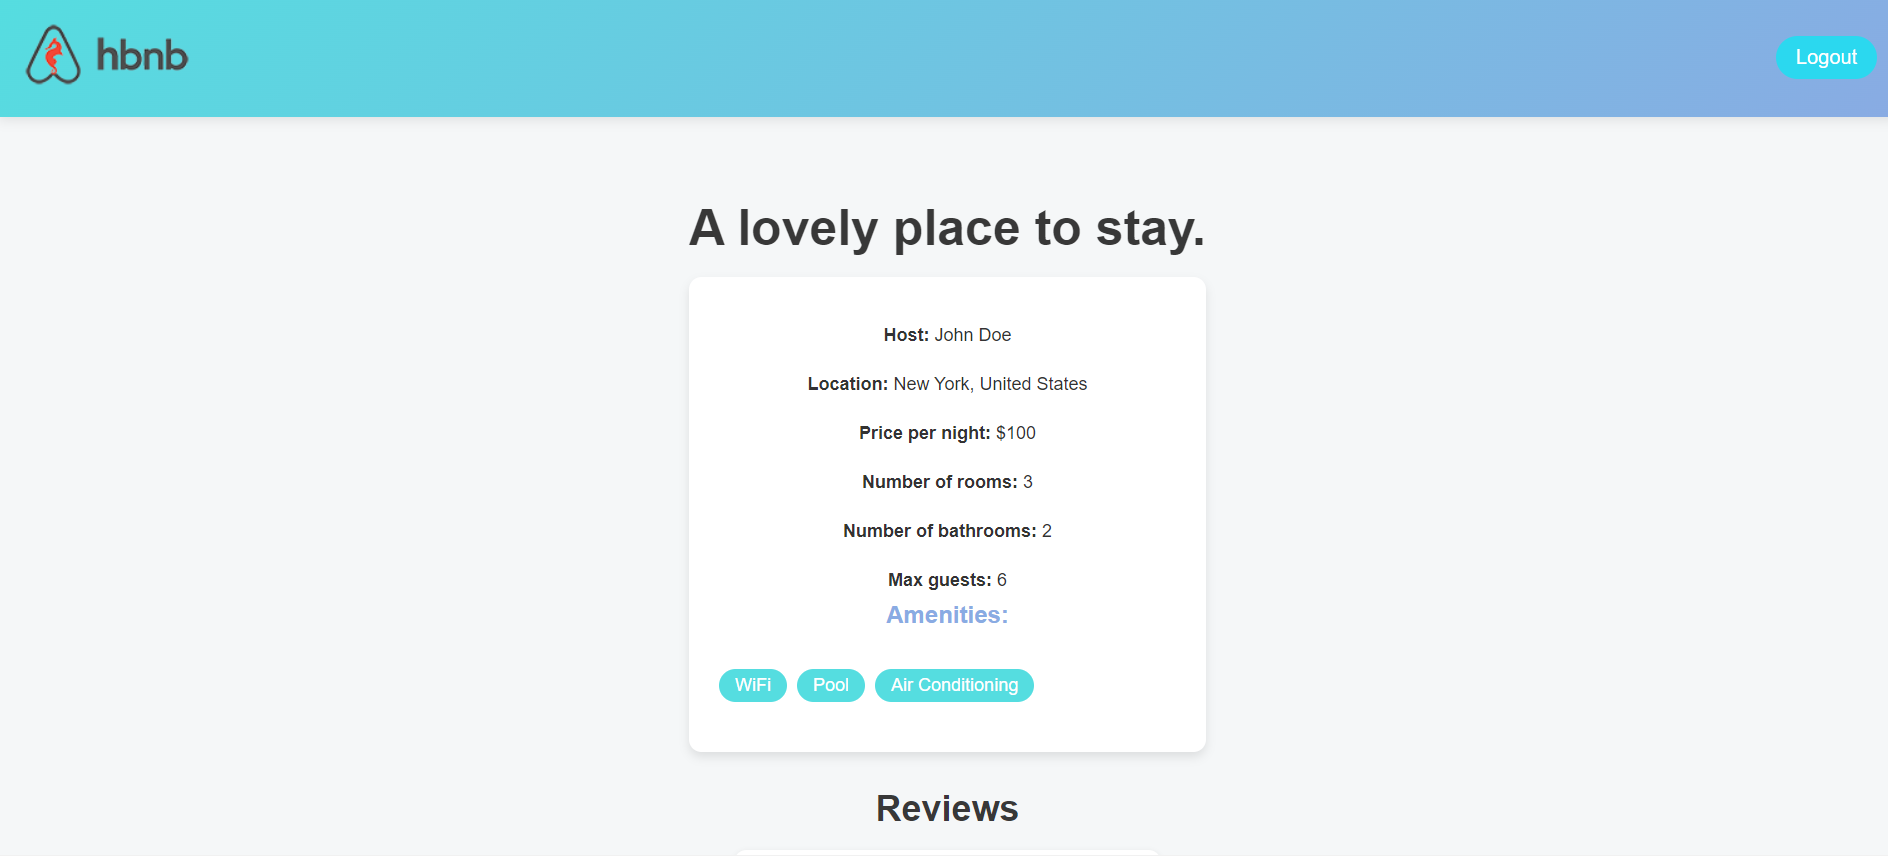 hbnb
Logout
A lovely place to stay.
Host: John Doe
Location: New York, United States
Price per night: $100
Number of rooms: 3
Number of bathrooms: 2
Max guests: 6
Amenities:
WiFi Pool Air Conditioning
Reviews